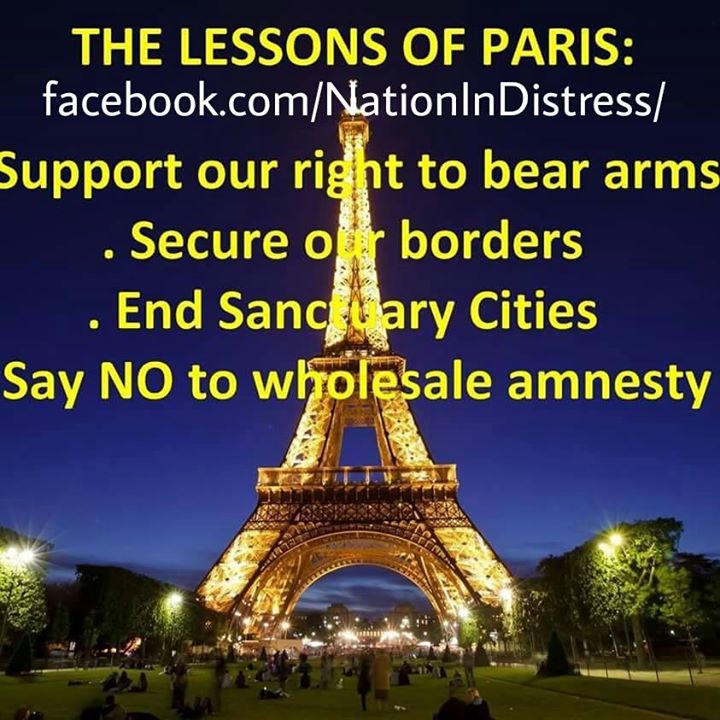 THE LESSONS OF PARIS:
facebook.com/NationInDistress/
Support our right to bear arms
. Secure our borders
. End Sanctuary Cities
Say NO to wholesale amnesty